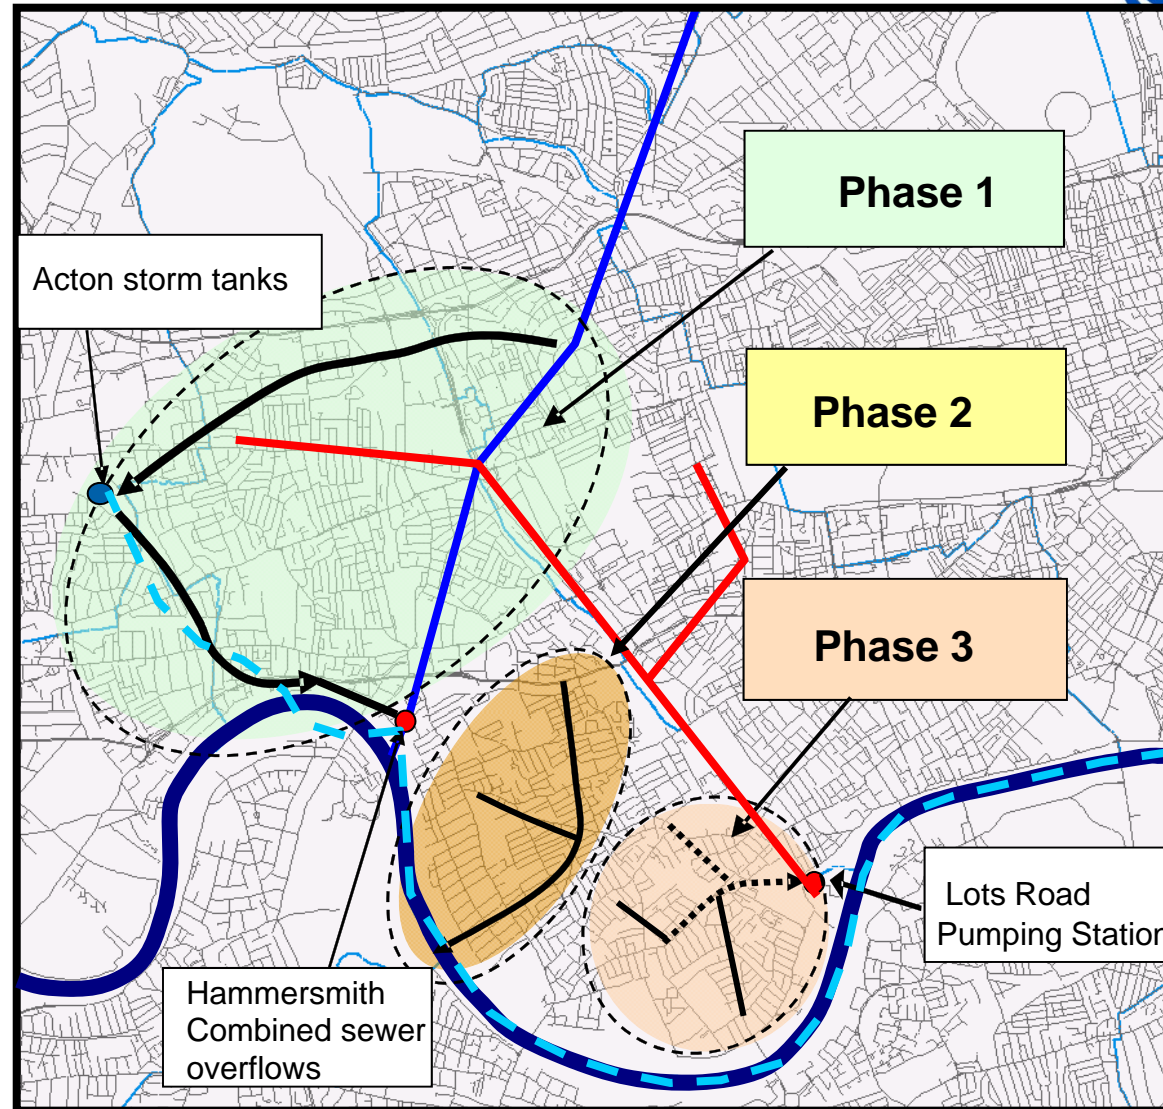 Phase 1
Acton storm tanks
Phase 2
Phase 3
Lots Road
Pumping Station
Hammersmith
Combined sewer
overflows